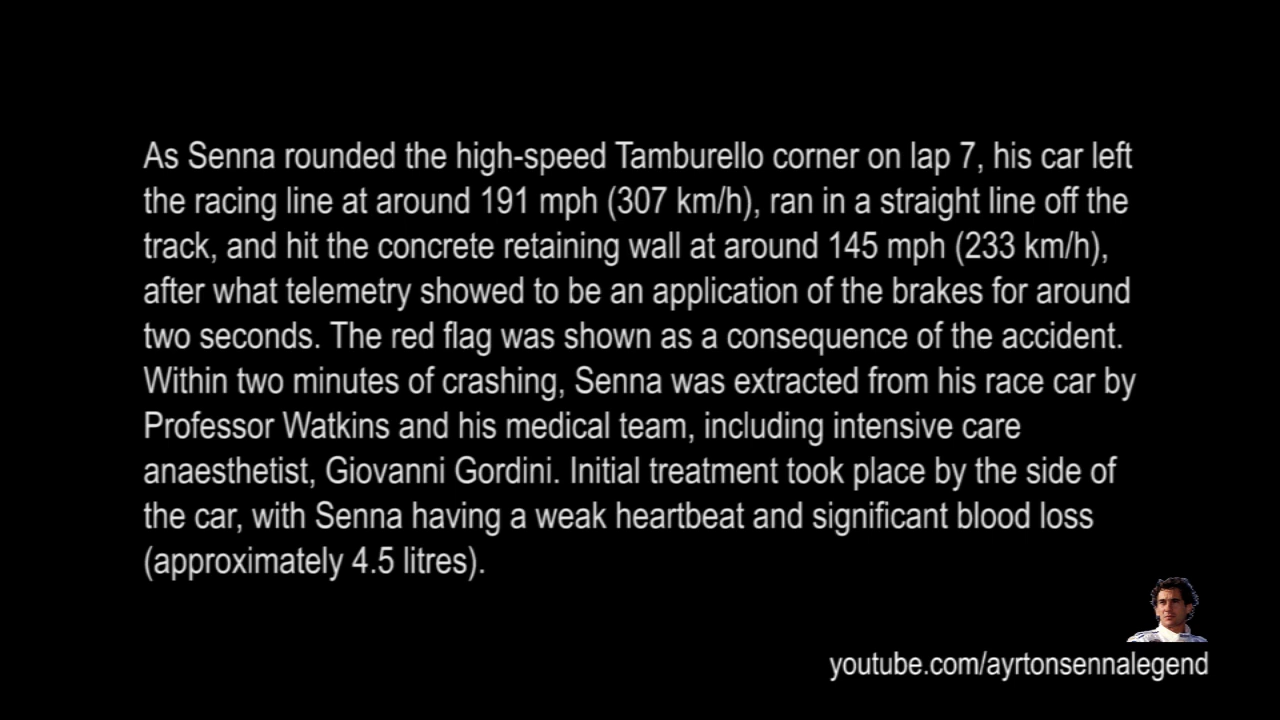 As Senna rounded the high-speed Tamburello corner on lap 7, his car left
the racing line at around 191 mph (307 km/h), ran in a straight line off the
track, and hit the concrete retaining wall at around 145 mph (233 km/h),
after what telemetry showed to be an application of the brakes for around
two seconds. The red flag was shown as a consequence of the accident.
Within two minutes of crashing, Senna was extracted from his race car by
Professor Watkins and his medical team, including intensive care
anaesthetist, Giovanni Gordini. Initial treatment took place by the side of
the car, with Senna having a weak heartbeat and significant blood loss
(approximately 4.5 litres).
youtube.com/ayrtonsennalegend